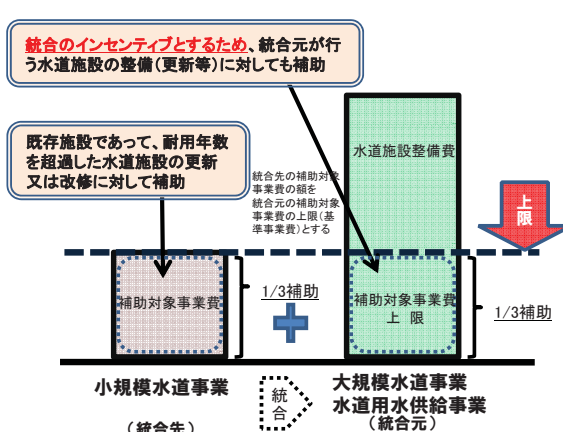 統合のインセンティブとするため、統合元が行
う水道施設の整備(更新等)に対しても補助
既存施設であって、耐用年数
を超過した水道施設の更新
又は改修に対して補助
統合先の補助対象
事業費の額を
統合元の補助対象
事業費の上限(基
準事業費)とする
水道施設整備費
上限
補助対象事業費
1/3補助
補助対象事業費
上 限
1/3補助
小規模水道事業
(統合先)
統合
大規模水道事業
水道用水供給事業
(統合元)